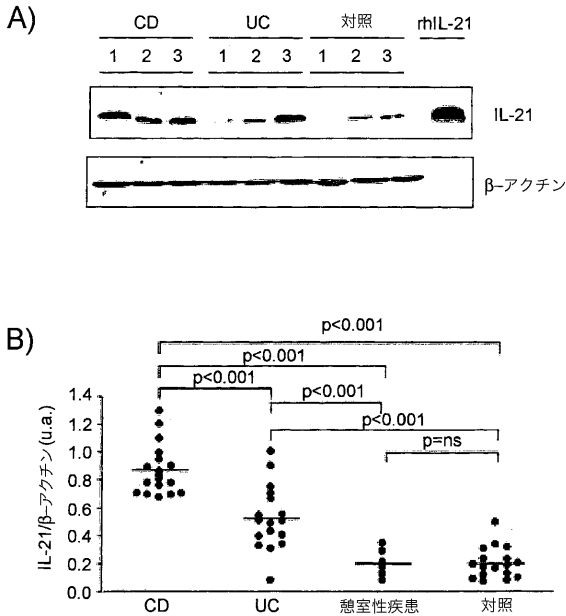 A)
CD UC 対照 rhIL-21
1 2 3 1 2 3 1 2 3
IL-21
β-アクチン
B)
p<0.001
p<0.001
p<0.001 p<0.001
p<0.001
p=ns
IL-21/β-アクチン (u.a.)
1.4
1.2
1.0
0.8
0.6
0.4
0.2
0.0
CD UC 憩室性疾患 対照